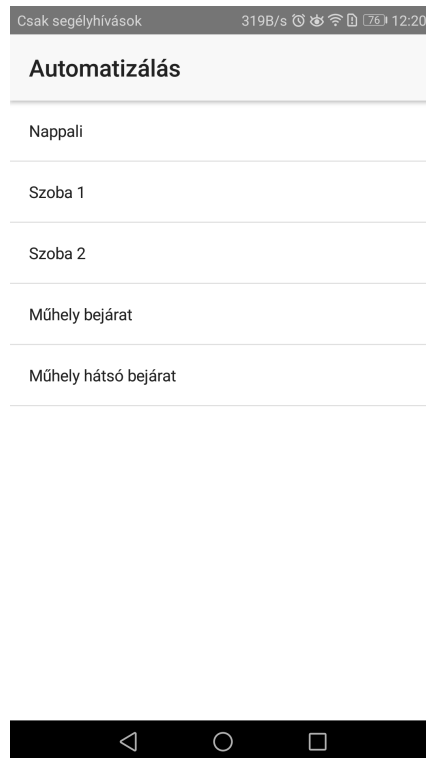 Csak segélyhívások 319B/s 76 12:20
Automatizálás
Nappali
Szoba 1
Szoba 2
Műhely bejárat
Műhely hátsó bejárat